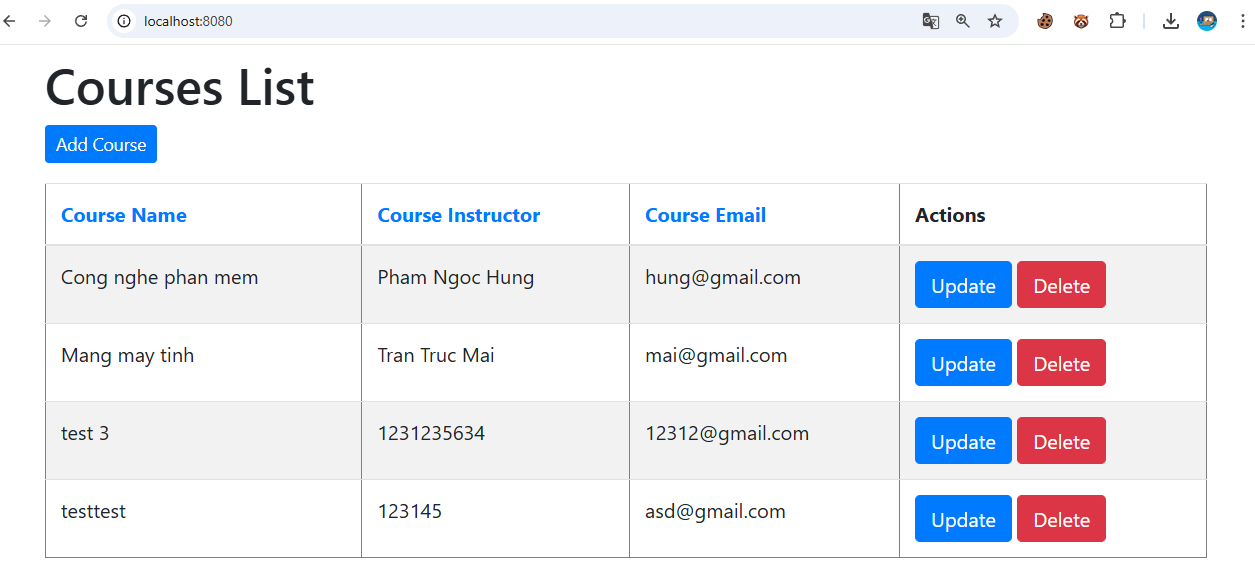 localhost:8080
Courses List
Add Course
Course Name Course Instructor Course Email Actions
Cong nghe phan mem Pham Ngoc Hung hung@gmail.com Update Delete
Mang may tinh Tran Truc Mai mai@gmail.com Update Delete
test 3 1231235634 12312@gmail.com Update Delete
testtest 123145 asd@gmail.com Update Delete